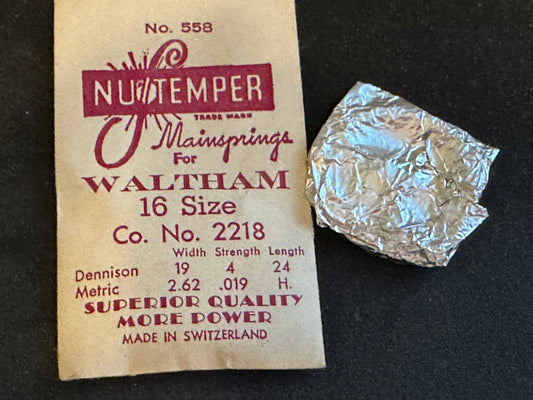 No. 558
NU-TEMPER
TRADE MARK
Mainsprings
For
WALTHAM
16 Size
Co. No. 2218
Width Strength Length
Dennison 19 4 24
Metric 2.62 .019 H.
SUPERIOR QUALITY
MORE POWER
MADE IN SWITZERLAND